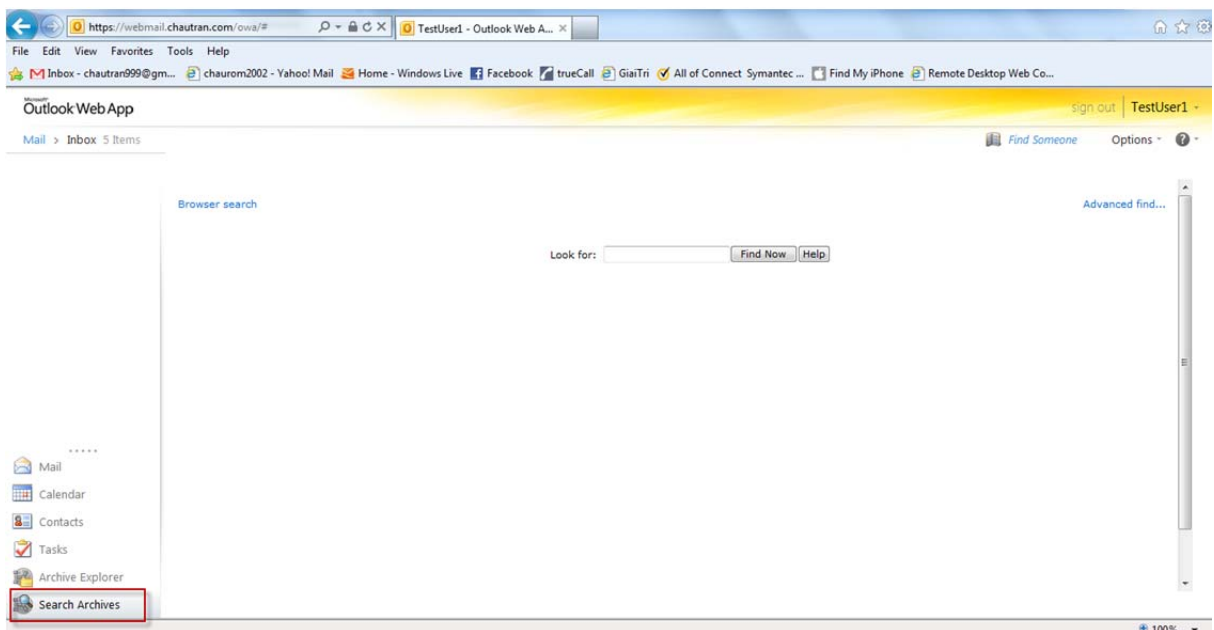 https://webmail.chautran.com/owa/#
TestUser1 - Outlook Web A...
File Edit View Favorites Tools Help
Inbox - chautran999@gm... chaurom2002 - Yahoo! Mail Home - Windows Live Facebook trueCall GiaiTri All of Connect Symantec ... Find My iPhone Remote Desktop Web Co...
Microsoft
Outlook Web App
sign out TestUser1
Mail > Inbox 5 Items
Find Someone Options
Browser search Advanced find...
Look for: Find Now Help
Mail
Calendar
Contacts
Tasks
Archive Explorer
Search Archives
100%